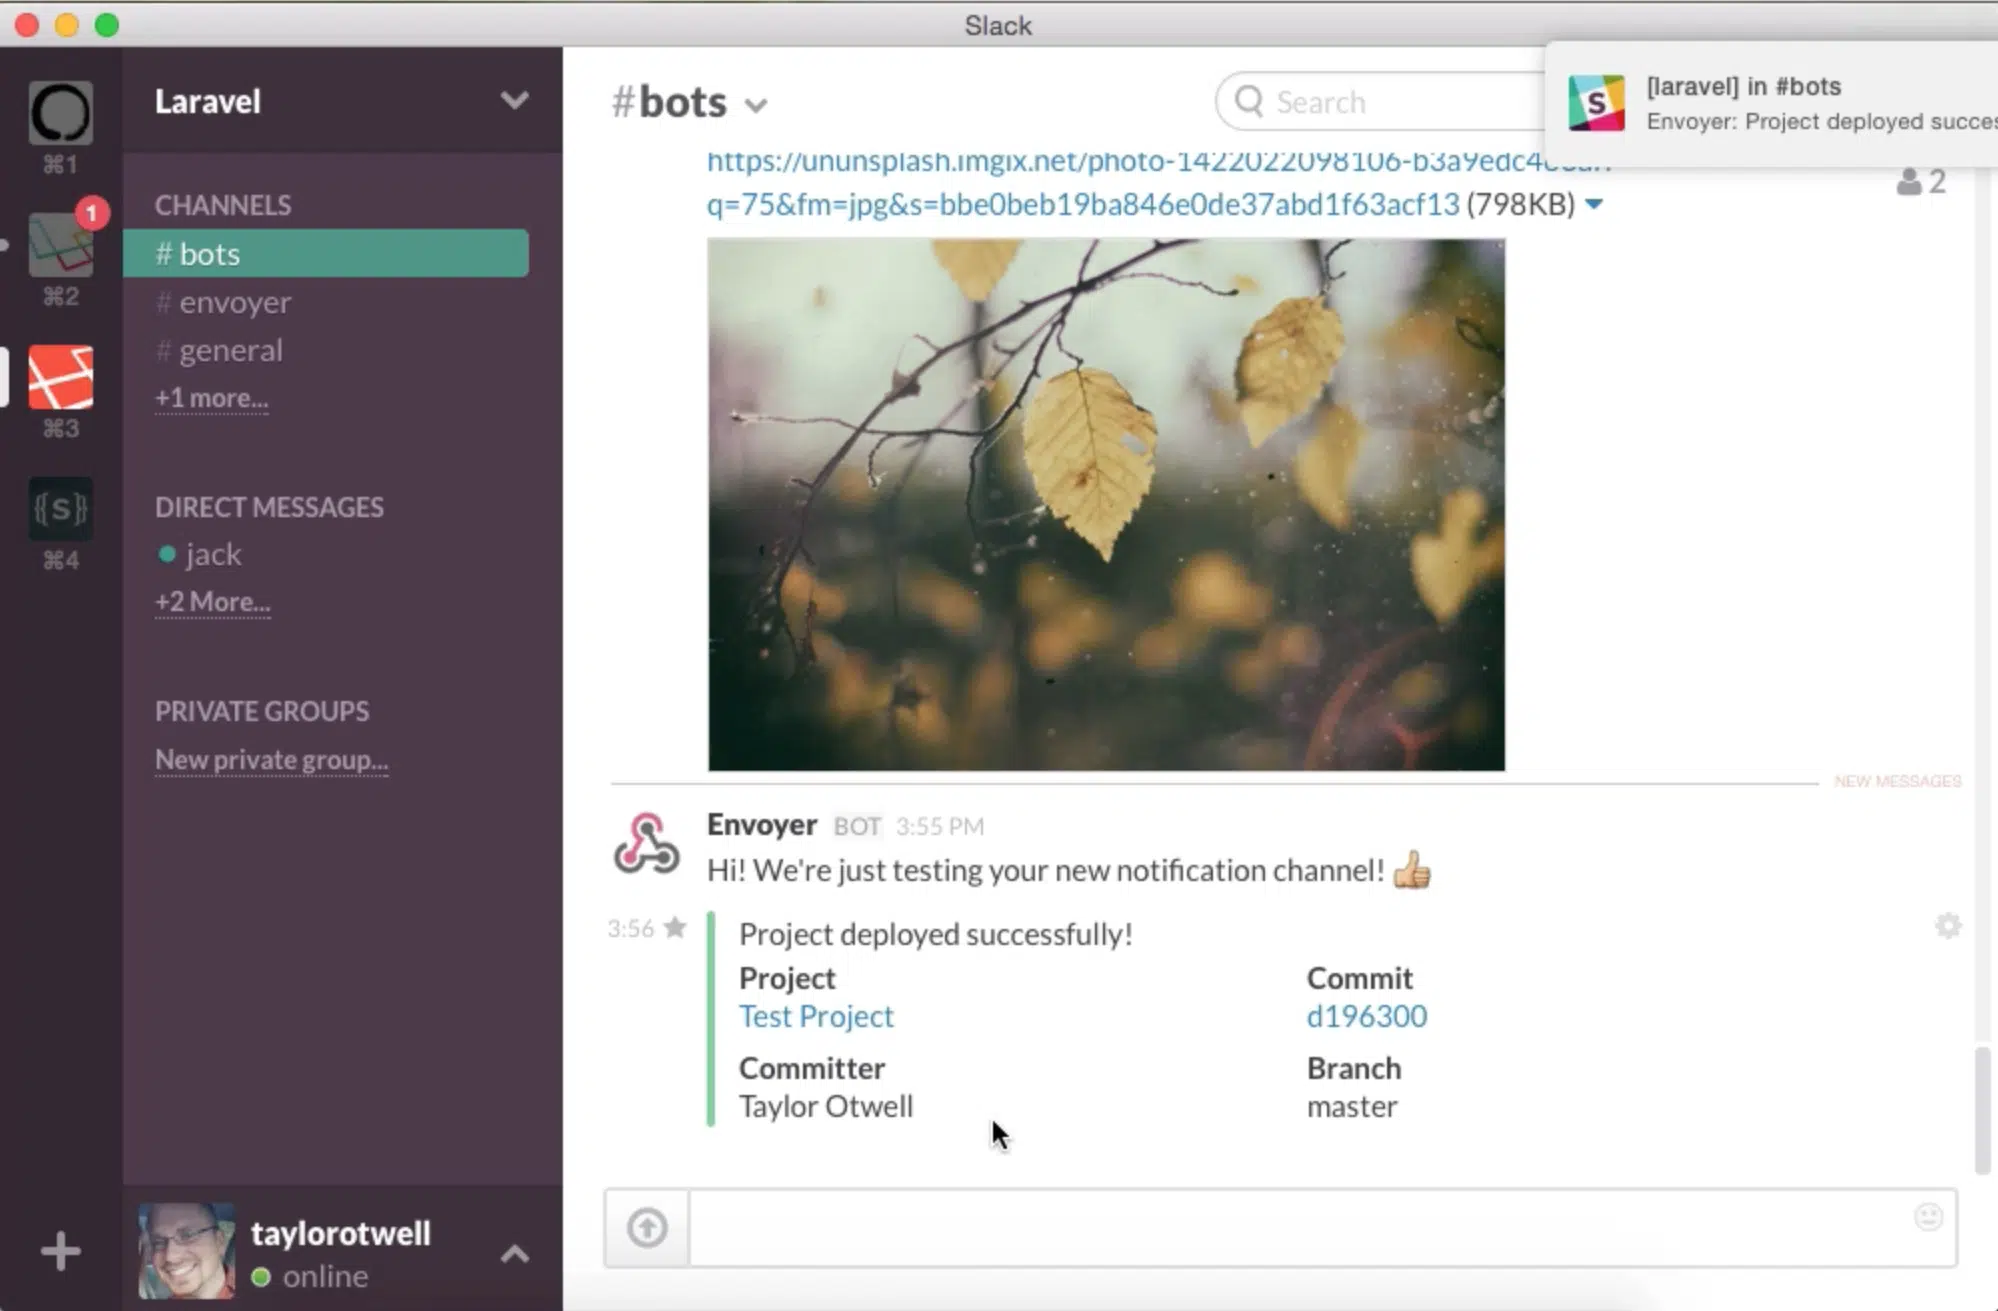 Slack
⌘1
1
⌘2
⌘3
{S}
⌘4
Laravel
CHANNELS
# bots
# envoyer
# general
+1 more...
DIRECT MESSAGES
jack
+2 More...
PRIVATE GROUPS
New private group...
taylorotwell
online
#bots
Search
S
[laravel] in #bots
Envoyer: Project deployed succes
2
https://ununsplash.imgix.net/photo-1422022098106-b3a9edc4
q=75&fm=jpg&s=bbe0beb19ba846e0de37abd1f63acf13 (798KB)
NEW MESSAGES
Envoyer BOT 3:55 PM
Hi! We're just testing your new notification channel! 👍
3:56 ★ Project deployed successfully!
Project Commit
Test Project d196300
Committer Branch
Taylor Otwell master